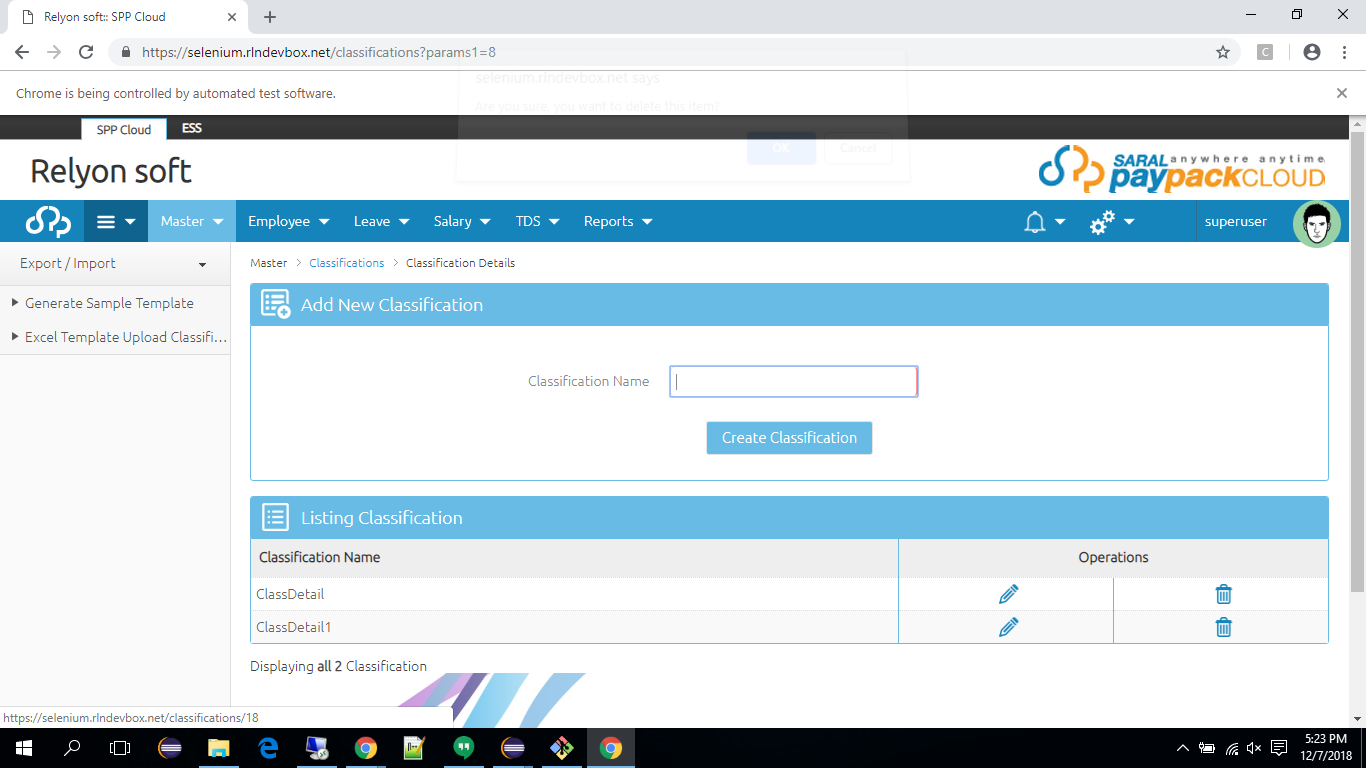 Relyon soft:: SPP Cloud
https://selenium.rlndevbox.net/classifications?params1=8
C
selenium.rlndevbox.net says
Chrome is being controlled by automated test software.
Are you sure, you want to delete this item?
SPP Cloud
ESS
OK
Cancel
Relyon soft
SARAL anywhere anytime
paypackCLOUD
Master
Employee
Leave
Salary
TDS
Reports
superuser
Export / Import
Master > Classifications > Classification Details
Generate Sample Template
Excel Template Upload Classifi...
Add New Classification
Classification Name
Create Classification
Listing Classification
Classification Name
Operations
ClassDetail
ClassDetail1
Displaying all 2 Classification
https://selenium.rlndevbox.net/classifications/18
5:23 PM
12/7/2018